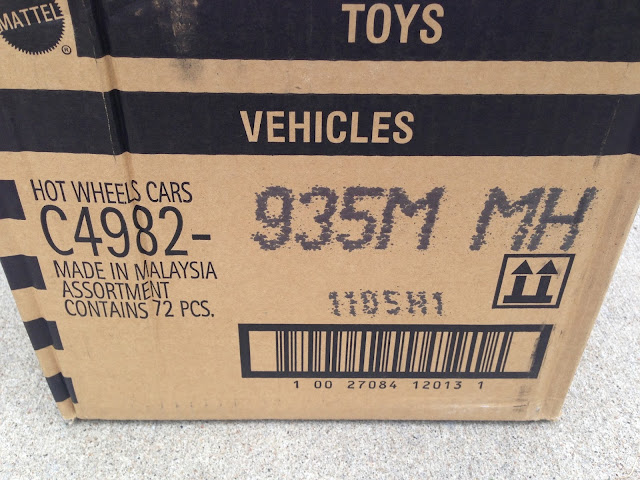 MATTEL
®
TOYS
VEHICLES
HOT WHEELS CARS
C4982-
MADE IN MALAYSIA
ASSORTMENT
CONTAINS 72 PCS.
935M MH
1 00 27084 12013 1